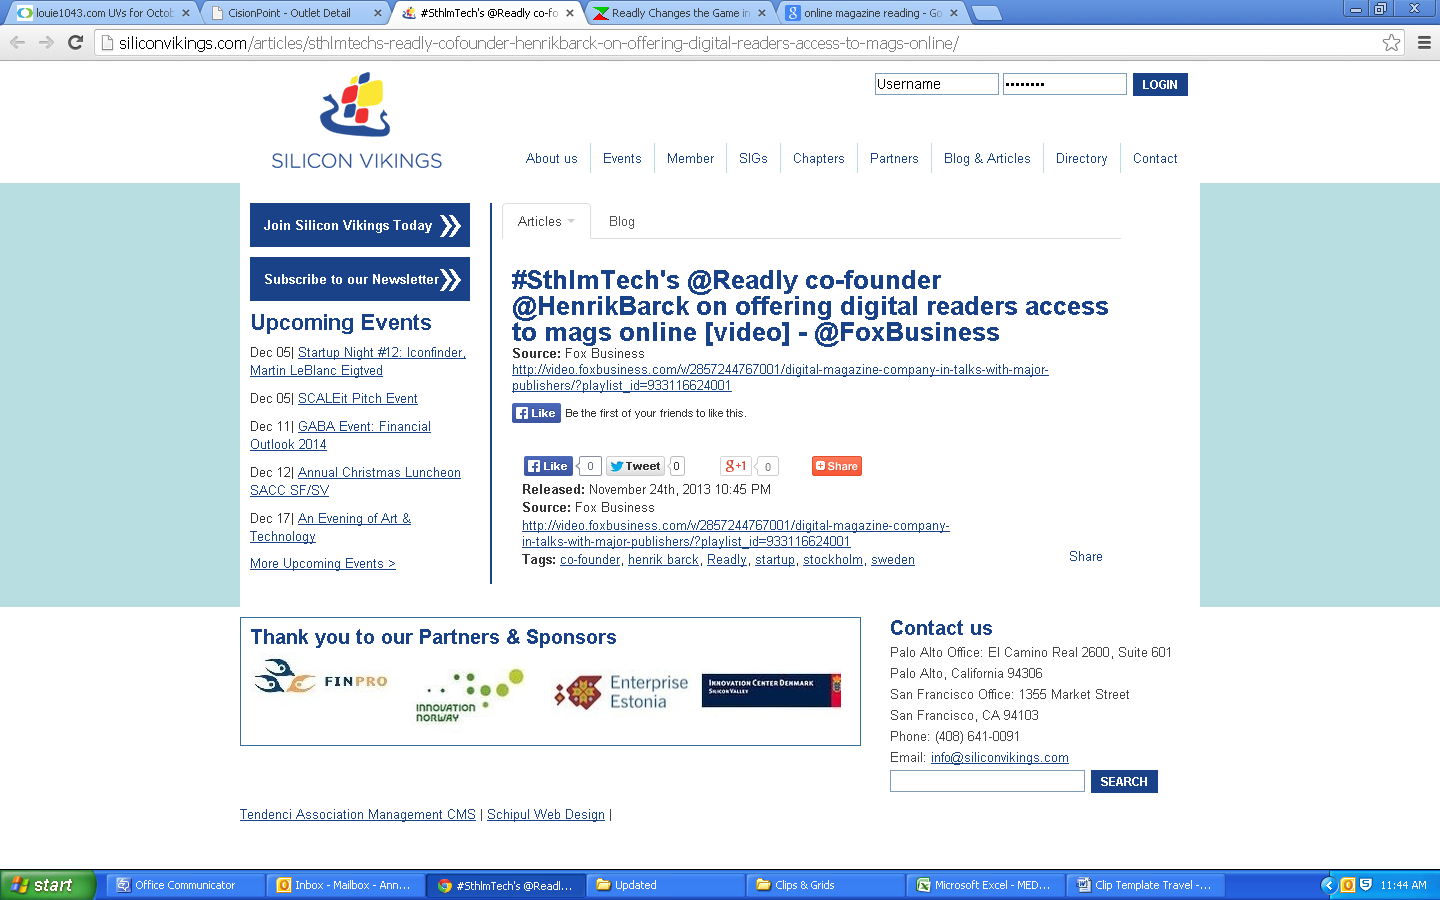 louie1043.com UVs for Octob
CisionPoint - Outlet Detail
#SthlmTech's @Readly co-fo
Readly Changes the Game in
online magazine reading - Go
siliconvikings.com/articles/sthlmtechs-readly-cofounder-henrikbarck-on-offering-digital-readers-access-to-mags-online/
SILICON VIKINGS
Username
••••••••
LOGIN
About us
Events
Member
SIGs
Chapters
Partners
Blog & Articles
Directory
Contact
Join Silicon Vikings Today
Subscribe to our Newsletter
Upcoming Events
Dec 05| Startup Night #12: Iconfinder,
Martin LeBlanc Eigtved
Dec 05| SCALEit Pitch Event
Dec 11| GABA Event: Financial
Outlook 2014
Dec 12| Annual Christmas Luncheon
SACC SF/SV
Dec 17| An Evening of Art &
Technology
More Upcoming Events >
Articles
Blog
#SthlmTech's @Readly co-founder
@HenrikBarck on offering digital readers access
to mags online [video] - @FoxBusiness
Source: Fox Business
http://video.foxbusiness.com/v/2857244767001/digital-magazine-company-in-talks-with-major-
publishers/?playlist_id=933116624001
Like Be the first of your friends to like this.
Like 0 Tweet 0 g+1 0 Share
Released: November 24th, 2013 10:45 PM
Source: Fox Business
http://video.foxbusiness.com/v/2857244767001/digital-magazine-company-
in-talks-with-major-publishers/?playlist_id=933116624001
Tags: co-founder, henrik barck, Readly, startup, stockholm, sweden
Share
Thank you to our Partners & Sponsors
FINPRO
INNOVATION
NORWAY
Enterprise
Estonia
INNOVATION CENTER DENMARK
SILICON VALLEY
Contact us
Palo Alto Office: El Camino Real 2600, Suite 601
Palo Alto, California 94306
San Francisco Office: 1355 Market Street
San Francisco, CA 94103
Phone: (408) 641-0091
Email: info@siliconvikings.com
SEARCH
Tendenci Association Management CMS | Schipul Web Design |
start
Office Communicator
Inbox - Mailbox - Ann...
#SthlmTech's @Readl...
Updated
Clips & Grids
Microsoft Excel - MED...
Clip Template Travel -...
11:44 AM